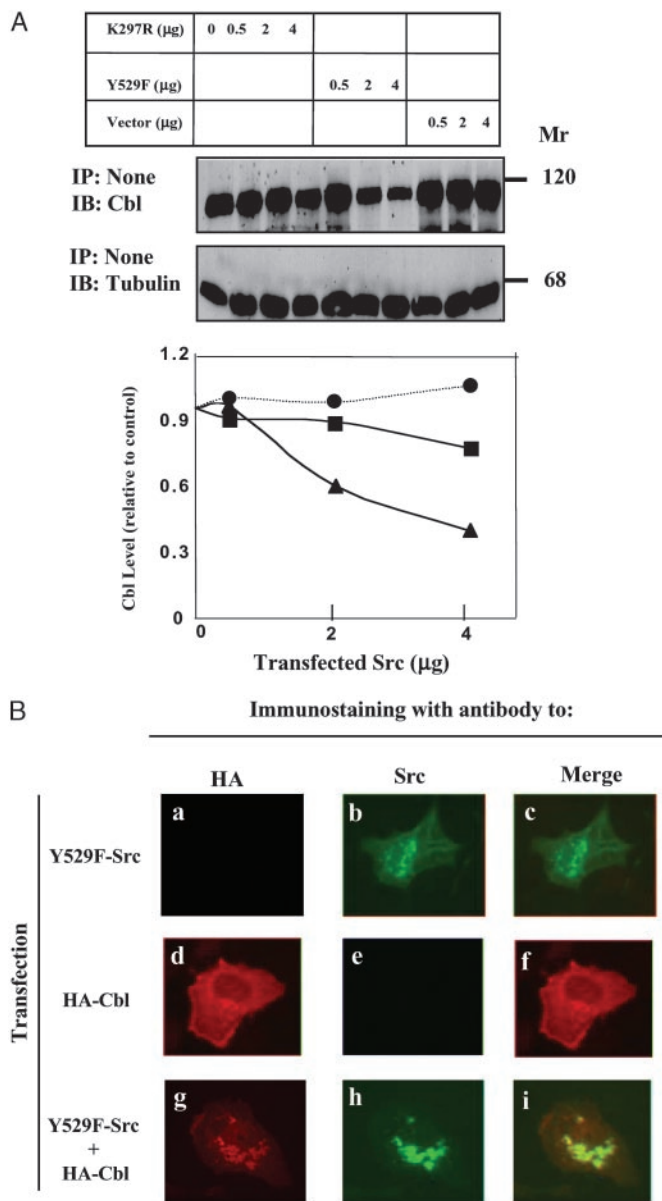 A
K297R (µg) 0 0.5 2 4
Y529F (µg) 0.5 2 4
Vector (µg) 0.5 2 4
Mr
IP: None
IB: Cbl
120
IP: None
IB: Tubulin
68
Cbl Level (relative to control)
1.2
0.9
0.6
0.3
0
0 2 4
Transfected Src (µg)
B
Immunostaining with antibody to:
HA Src Merge
Transfection
Y529F-Src
a b c
HA-Cbl
d e f
Y529F-Src
+
HA-Cbl
g h i